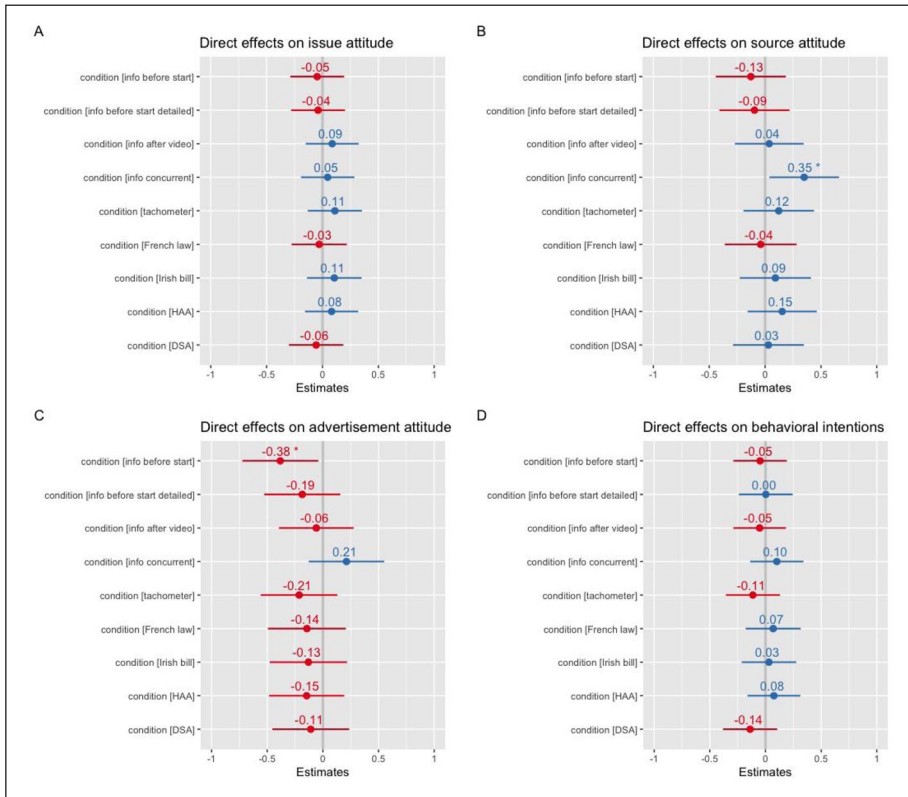 A
Direct effects on issue attitude
condition [info before start]
-0.05
condition [info before start detailed]
-0.04
condition [info after video]
0.09
condition [info concurrent]
0.05
condition [tachometer]
0.11
condition [French law]
-0.03
condition [Irish bill]
0.11
condition [HAA]
0.08
condition [DSA]
-0.06
-1 -0.5 0 0.5 1
Estimates
B
Direct effects on source attitude
condition [info before start]
-0.13
condition [info before start detailed]
-0.09
condition [info after video]
0.04
condition [info concurrent]
0.35 *
condition [tachometer]
0.12
condition [French law]
-0.04
condition [Irish bill]
0.09
condition [HAA]
0.15
condition [DSA]
0.03
-1 -0.5 0 0.5 1
Estimates
C
Direct effects on advertisement attitude
condition [info before start]
-0.38 *
condition [info before start detailed]
-0.19
condition [info after video]
-0.06
condition [info concurrent]
0.21
condition [tachometer]
-0.21
condition [French law]
-0.14
condition [Irish bill]
-0.13
condition [HAA]
-0.15
condition [DSA]
-0.11
-1 -0.5 0 0.5 1
Estimates
D
Direct effects on behavioral intentions
condition [info before start]
-0.05
condition [info before start detailed]
0.00
condition [info after video]
-0.05
condition [info concurrent]
0.10
condition [tachometer]
-0.11
condition [French law]
0.07
condition [Irish bill]
0.03
condition [HAA]
0.08
condition [DSA]
-0.14
-1 -0.5 0 0.5 1
Estimates